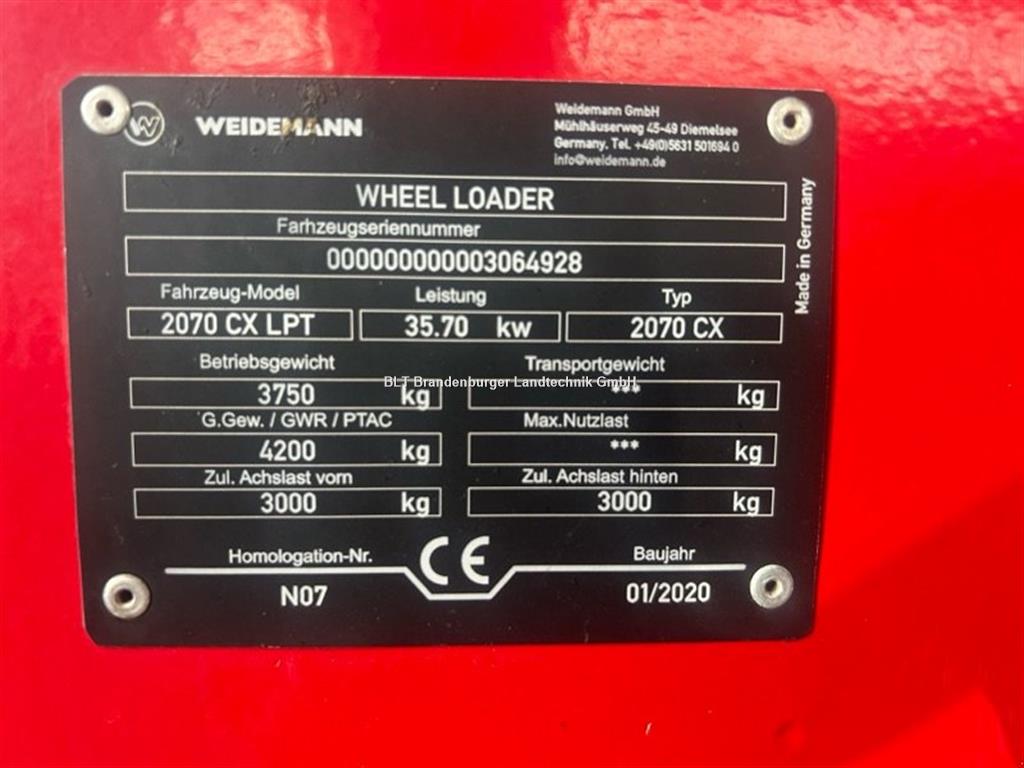 W WEIDEMANN
Weidemann GmbH
Mühlhäuserweg 45-49 Diemelsee
Germany. Tel. +49(0)5631 501694 0
info@weidemann.de
WHEEL LOADER
Farhzeugseriennummer
000000000003064928
Fahrzeug-Model Leistung Typ
2070 CX LPT 35.70 kw 2070 CX
Made in Germany
Betriebsgewicht Transportgewicht
BLT Brandenburger Landtechnik GmbH
3750 kg *** kg
G.Gew. / GWR / PTAC Max.Nutzlast
4200 kg *** kg
Zul. Achslast vorn Zul. Achslast hinten
3000 kg 3000 kg
Homologation-Nr. CE Baujahr
N07 01/2020